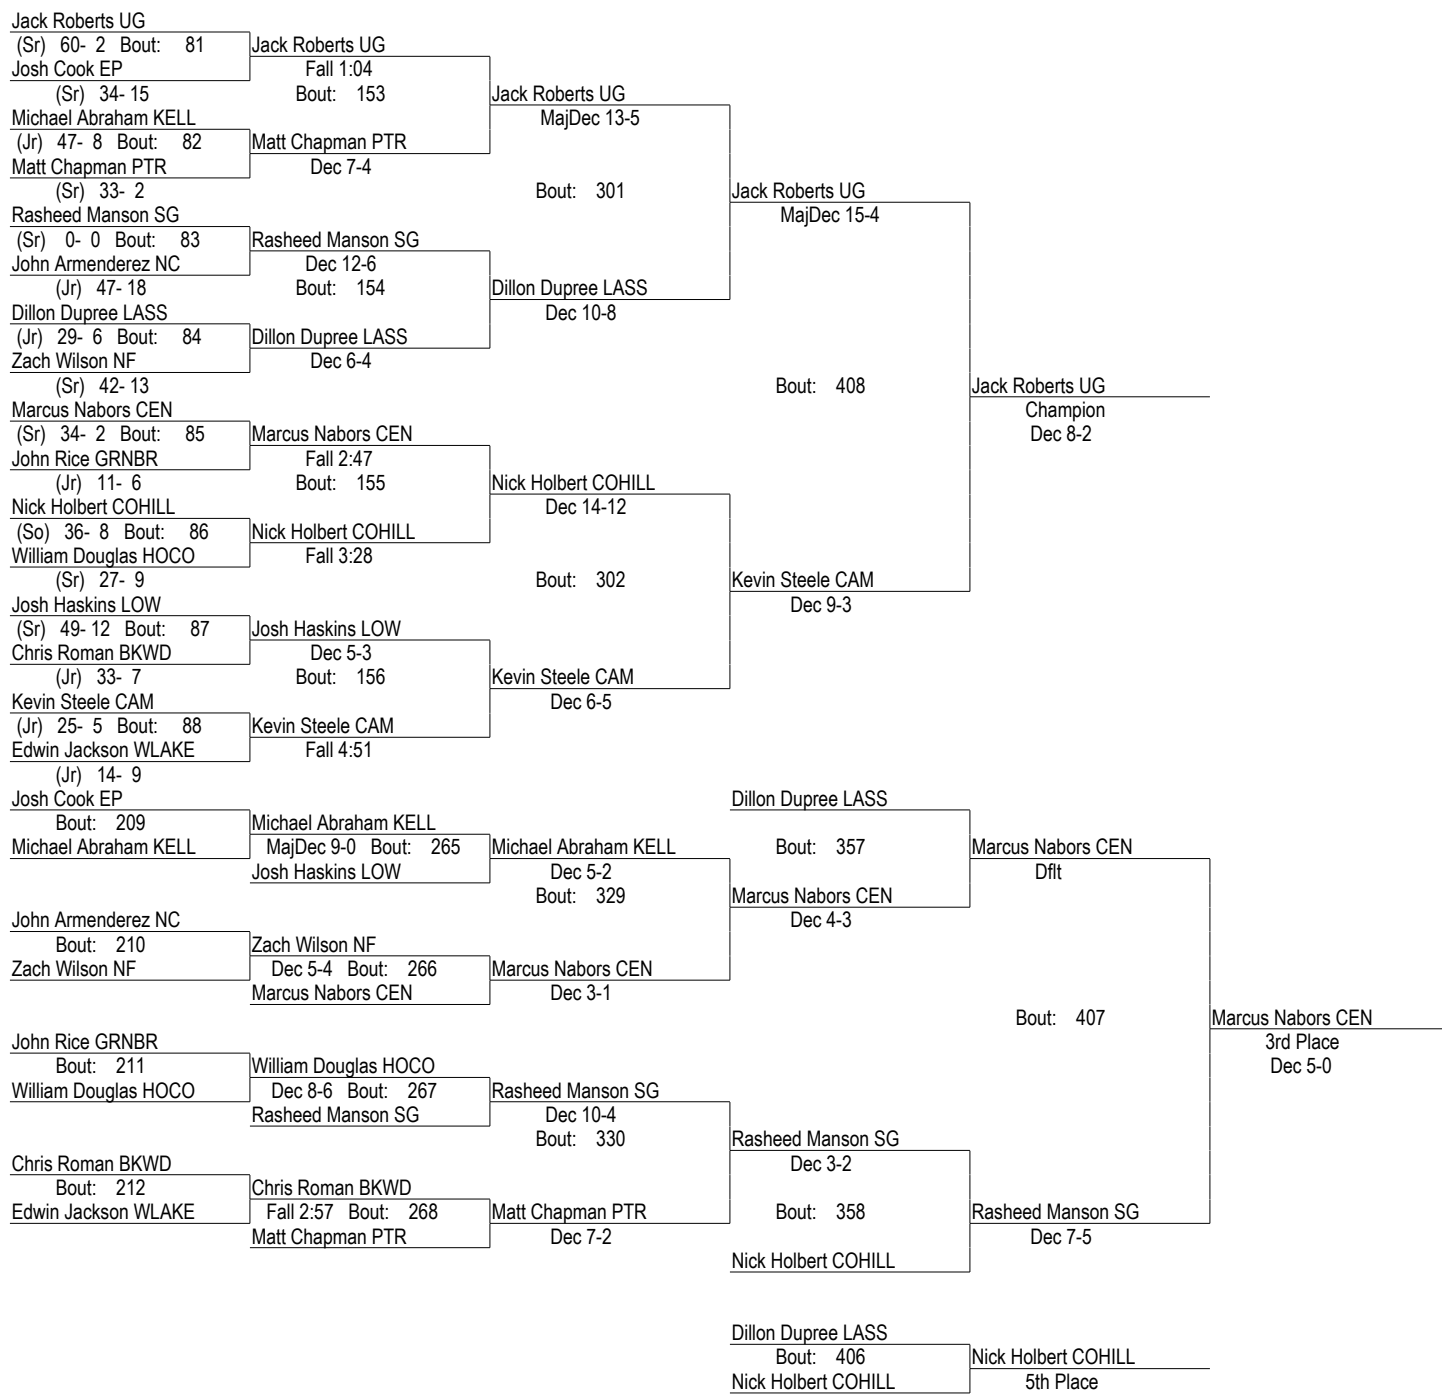 Jack Roberts UG
(Sr) 60- 2 Bout: 81 Jack Roberts UG
Josh Cook EP Fall 1:04
(Sr) 34- 15 Bout: 153 Jack Roberts UG
Michael Abraham KELL MajDec 13-5
(Jr) 47- 8 Bout: 82 Matt Chapman PTR
Matt Chapman PTR Dec 7-4
(Sr) 33- 2 Bout: 301 Jack Roberts UG
Rasheed Manson SG MajDec 15-4
(Sr) 0- 0 Bout: 83 Rasheed Manson SG
John Armenderez NC Dec 12-6
(Jr) 47- 18 Bout: 154 Dillon Dupree LASS
Dillon Dupree LASS Dec 10-8
(Jr) 29- 6 Bout: 84 Dillon Dupree LASS
Zach Wilson NF Dec 6-4
(Sr) 42- 13 Bout: 408 Jack Roberts UG
Marcus Nabors CEN Champion
(Sr) 34- 2 Bout: 85 Marcus Nabors CEN Dec 8-2
John Rice GRNBR Fall 2:47
(Jr) 11- 6 Bout: 155 Nick Holbert COHILL
Nick Holbert COHILL Dec 14-12
(So) 36- 8 Bout: 86 Nick Holbert COHILL
William Douglas HOCO Fall 3:28
(Sr) 27- 9 Bout: 302 Kevin Steele CAM
Josh Haskins LOW Dec 9-3
(Sr) 49- 12 Bout: 87 Josh Haskins LOW
Chris Roman BKWD Dec 5-3
(Jr) 33- 7 Bout: 156 Kevin Steele CAM
Kevin Steele CAM Dec 6-5
(Jr) 25- 5 Bout: 88 Kevin Steele CAM
Edwin Jackson WLAKE Fall 4:51
(Jr) 14- 9
Josh Cook EP Dillon Dupree LASS
Bout: 209 Michael Abraham KELL
Michael Abraham KELL MajDec 9-0 Bout: 265 Michael Abraham KELL Bout: 357 Marcus Nabors CEN
Josh Haskins LOW Dec 5-2 Dflt
Bout: 329 Marcus Nabors CEN
John Armenderez NC Dec 4-3
Bout: 210 Zach Wilson NF
Zach Wilson NF Dec 5-4 Bout: 266 Marcus Nabors CEN
Marcus Nabors CEN Dec 3-1
Bout: 407 Marcus Nabors CEN
John Rice GRNBR 3rd Place
Bout: 211 William Douglas HOCO Dec 5-0
William Douglas HOCO Dec 8-6 Bout: 267 Rasheed Manson SG
Rasheed Manson SG Dec 10-4
Bout: 330 Rasheed Manson SG
Chris Roman BKWD Dec 3-2
Bout: 212 Chris Roman BKWD
Edwin Jackson WLAKE Fall 2:57 Bout: 268 Matt Chapman PTR Bout: 358 Rasheed Manson SG
Matt Chapman PTR Dec 7-2 Dec 7-5
Nick Holbert COHILL
Dillon Dupree LASS
Bout: 406 Nick Holbert COHILL
Nick Holbert COHILL 5th Place